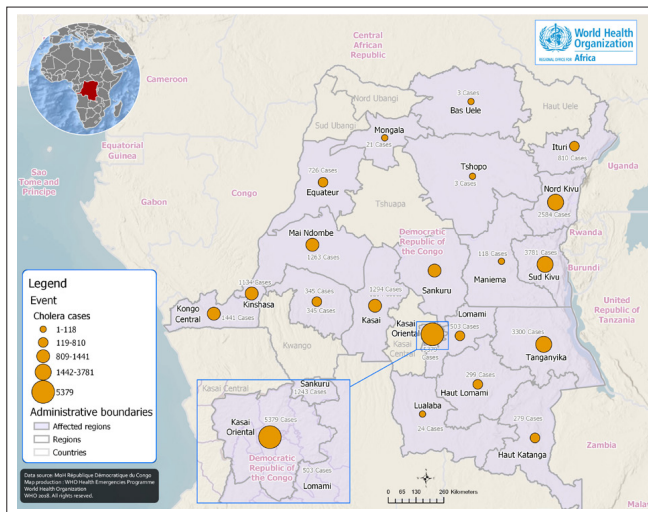 World Health
Organization
REGIONAL OFFICE FOR Africa
Central
African
Republic
Cameroon
3 Cases
Bas Uele
Nord Ubangi
Haut Uele
Sud Ubangi
Mongala
21 Cases
Ituri
810 Cases
Equatorial
Guinea
Sao
Tome and
Principe
Uganda
Tshopo
3 Cases
726 Cases
Equateur
Gabon
Congo
Nord Kivu
2584 Cases
Tshuapa
Rwanda
Mai Ndombe
1263 Cases
Democratic
Republic of
the Congo
118 Cases
Maniema
3781 Cases
Sud Kivu
Burundi
Sankuru
1134 Cases
Kinshasa
345 Cases
345 Cases
1294 Cases
Kasai
United
Republic of
Tanzania
Kongo
Central
1441 Cases
Lomami
503 Cases
Kasai
Oriental
Kasai
Central
5379
Cases
3300 Cases
Tanganyika
Kwango
299 Cases
Haut Lomami
Lualaba
24 Cases
279 Cases
Haut Katanga
Zambia
Malaw
Legend
Event
Cholera cases
1-118
119-810
809-1441
1442-3781
5379
Administrative boundaries
Affected regions
Regions
Countries
Kasai Central
Sankuru
1243 Cases
5379 Cases
Kasai
Oriental
Democratic
Republic of
the Congo
503 Cases
Lomami
Data source: MoH République Démocratique du Congo
Map production : WHO Health Emergencies Programme
World Health Organization
WHO 2018. All rights reseved.
0 65 130 260 Kilometers